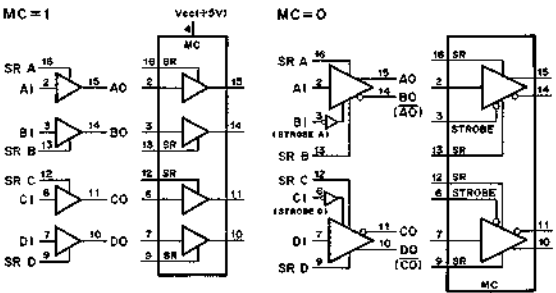 MC=1
Vcc(+5V)
MC=0
4
MC
SR A 16
AI 2 15 AO
BI 3 14 BO
SR B 13
SR C 12
CI 6 11 CO
DI 7 10 DO
SR D 9
16 SR
2 15
3 14
13 SR
12 SR
6 11
7 10
9 SR
SR A 16
AI 2 15 AO
14 BO
(AO)
BI 3
(STROBE A)
SR B 13
SR C 12
CI 6
(STROBE C)
11 CO
DI 7 10 DO
(CO)
SR D 9
16 SR
2 15
14
3
STROBE
13 SR
12 SR
6 STROBE
11
7 10
9 SR
MC